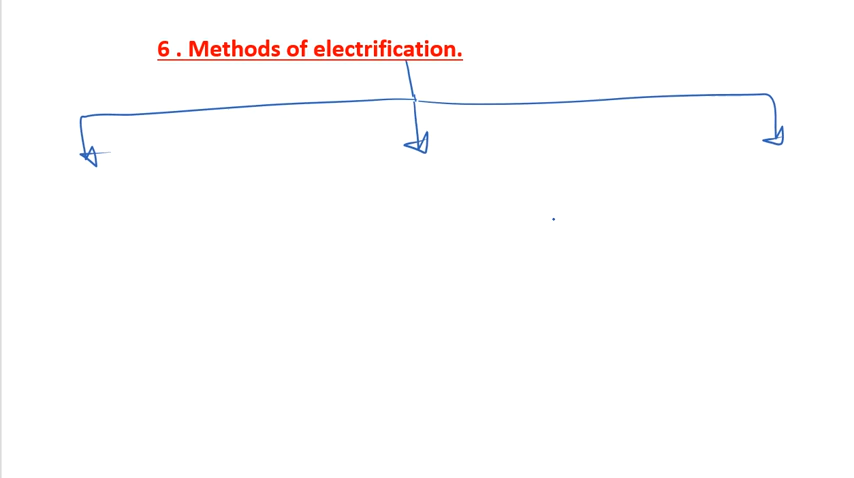 6 . Methods of electrification.